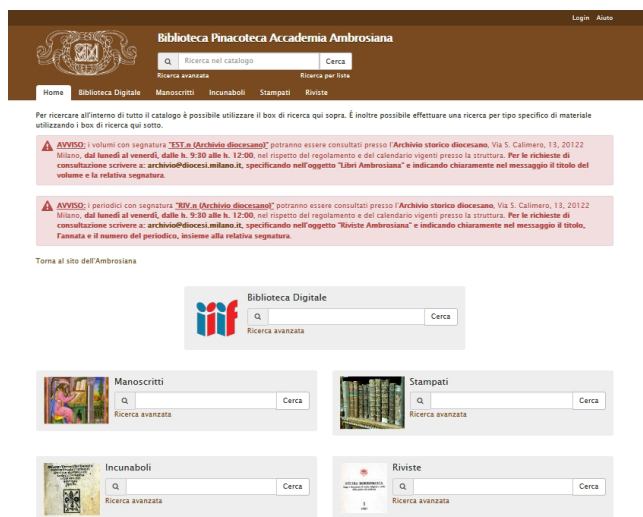 Login Aiuto
Biblioteca Pinacoteca Accademia Ambrosiana
Ricerca nel catalogo Cerca
Ricerca avanzata Ricerca per liste
Home Biblioteca Digitale Manoscritti Incunaboli Stampati Riviste
Per ricercare all'interno di tutto il catalogo è possibile utilizzare il box di ricerca qui sopra. È inoltre possibile effettuare una ricerca per tipo specifico di materiale
utilizzando i box di ricerca qui sotto.
AVVISO: i volumi con segnatura "EST.n (Archivio diocesano)" potranno essere consultati presso l'Archivio storico diocesano, Via S. Calimero, 13, 20122
Milano, dal lunedì al venerdì, dalle h. 9:30 alle h. 12:00, nel rispetto del regolamento e del calendario vigenti presso la struttura. Per le richieste di
consultazione scrivere a: archivio@diocesi.milano.it, specificando nell'oggetto "Libri Ambrosiana" e indicando chiaramente nel messaggio il titolo del
volume e la relativa segnatura.
AVVISO: i periodici con segnatura "RIV.n (Archivio diocesano)" potranno essere consultati presso l'Archivio storico diocesano, Via S. Calimero, 13, 20122
Milano, dal lunedì al venerdì, dalle h. 9:30 alle h. 12:00, nel rispetto del regolamento e del calendario vigenti presso la struttura. Per le richieste di
consultazione scrivere a: archivio@diocesi.milano.it, specificando nell'oggetto "Riviste Ambrosiana" e indicando chiaramente nel messaggio il titolo,
l'annata e il numero del periodico, insieme alla relativa segnatura.
Torna al sito dell'Ambrosiana
iiif
Biblioteca Digitale
Cerca
Ricerca avanzata
Manoscritti
Cerca
Ricerca avanzata
Stampati
Cerca
Ricerca avanzata
Incunaboli
Cerca
Ricerca avanzata
Riviste
Cerca
Ricerca avanzata